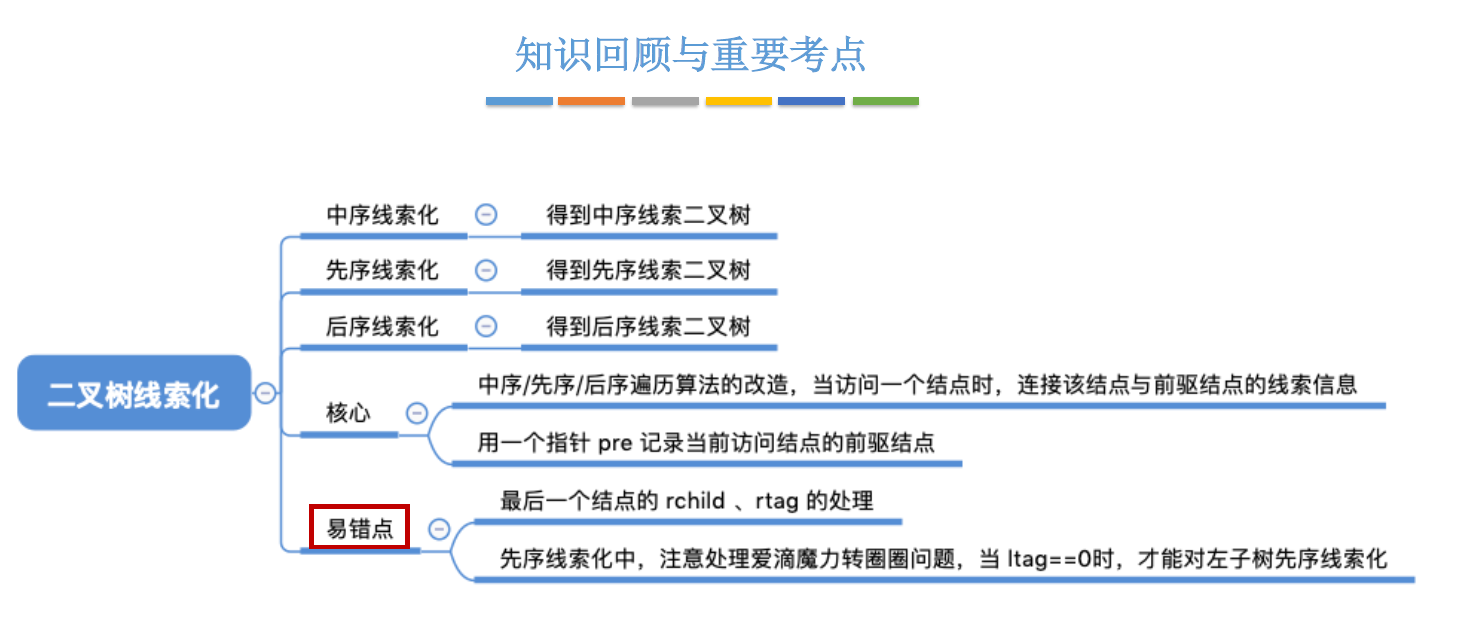 知识回顾与重要考点
中序线索化
得到中序线索二叉树
先序线索化
得到先序线索二叉树
后序线索化
得到后序线索二叉树
二叉树线索化
核心
中序/先序/后序遍历算法的改造，当访问一个结点时，连接该结点与前驱结点的线索信息
用一个指针 pre 记录当前访问结点的前驱结点
易错点
最后一个结点的 rchild 、rtag 的处理
先序线索化中，注意处理爱滴魔力转圈圈问题，当 ltag==0时，才能对左子树先序线索化